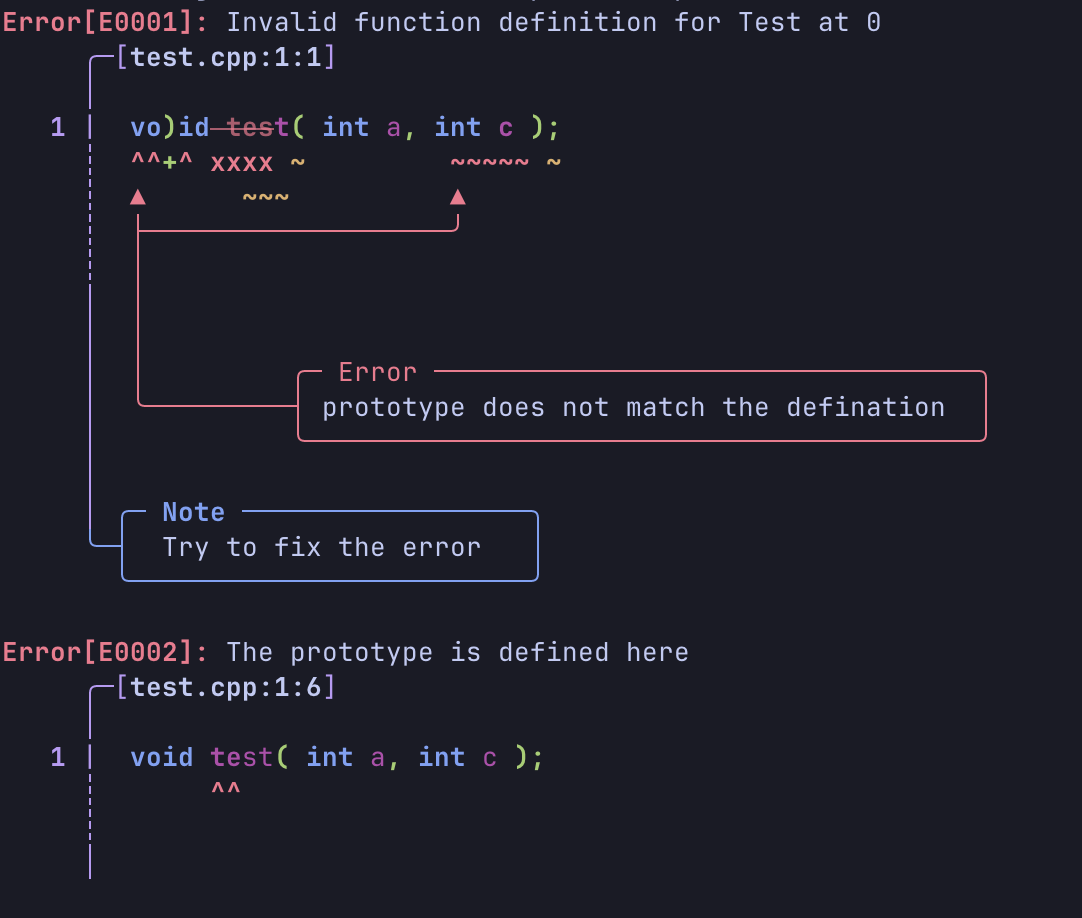 Error[E0001]: Invalid function definition for Test at 0
[test.cpp:1:1]
1 | vo)id test( int a, int c );
^^+^ xxxx ~ ~~~~~ ~
▲ ~~~ ▲
Error
prototype does not match the defination
Note
Try to fix the error
Error[E0002]: The prototype is defined here
[test.cpp:1:6]
1 | void test( int a, int c );
^^